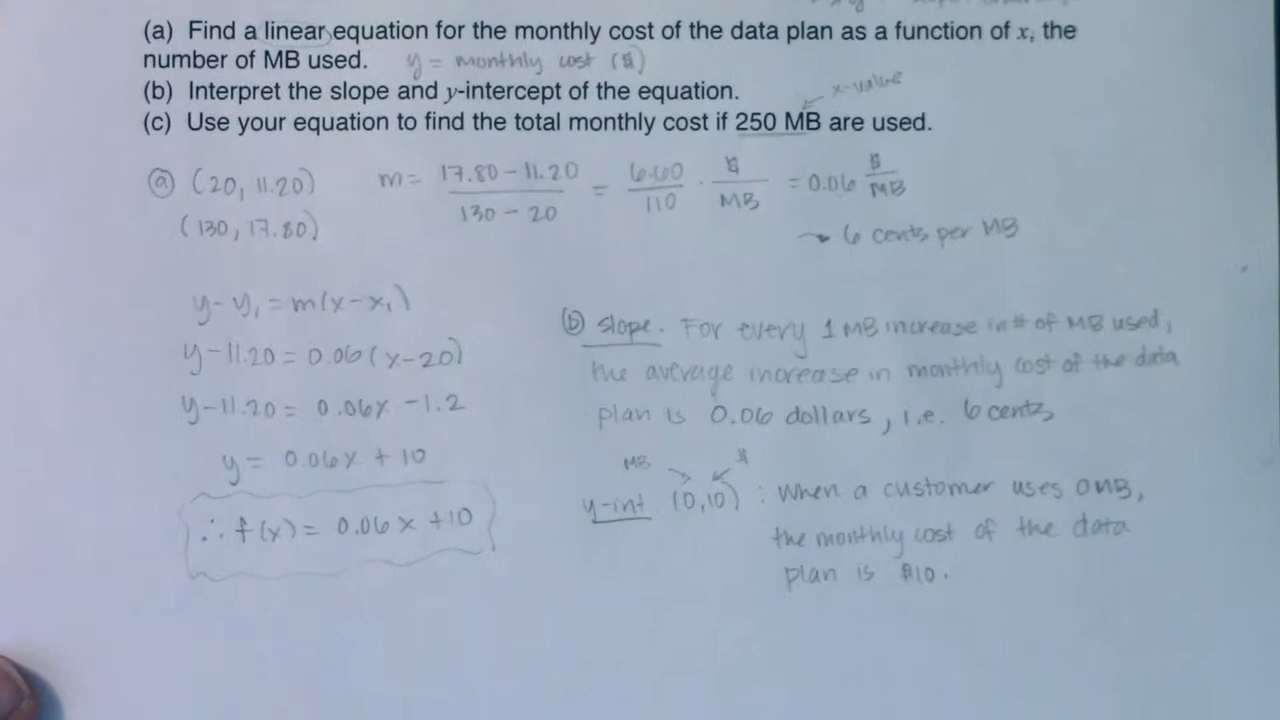 (a) Find a linear equation for the monthly cost of the data plan as a function of x, the
number of MB used. y = monthly cost ($)
(b) Interpret the slope and y-intercept of the equation.
x-value
(c) Use your equation to find the total monthly cost if 250 MB are used.
ⓐ (20, 11.20)
(130, 17.80)
m = 17.80 - 11.20 / 130 - 20 = 6.60 / 110 · $ / MB = 0.06 $ / MB
→ 6 cents per MB
y - y₁ = m(x - x₁)
y - 11.20 = 0.06(x - 20)
y - 11.20 = 0.06x - 1.2
y = 0.06x + 10
∴ f(x) = 0.06x + 10
ⓑ slope. For every 1 MB increase in # of MB used,
the average increase in monthly cost of the data
plan is 0.06 dollars, i.e. 6 cents
MB $
y-int (0,10) : When a customer uses 0MB,
the monthly cost of the data
plan is $10.